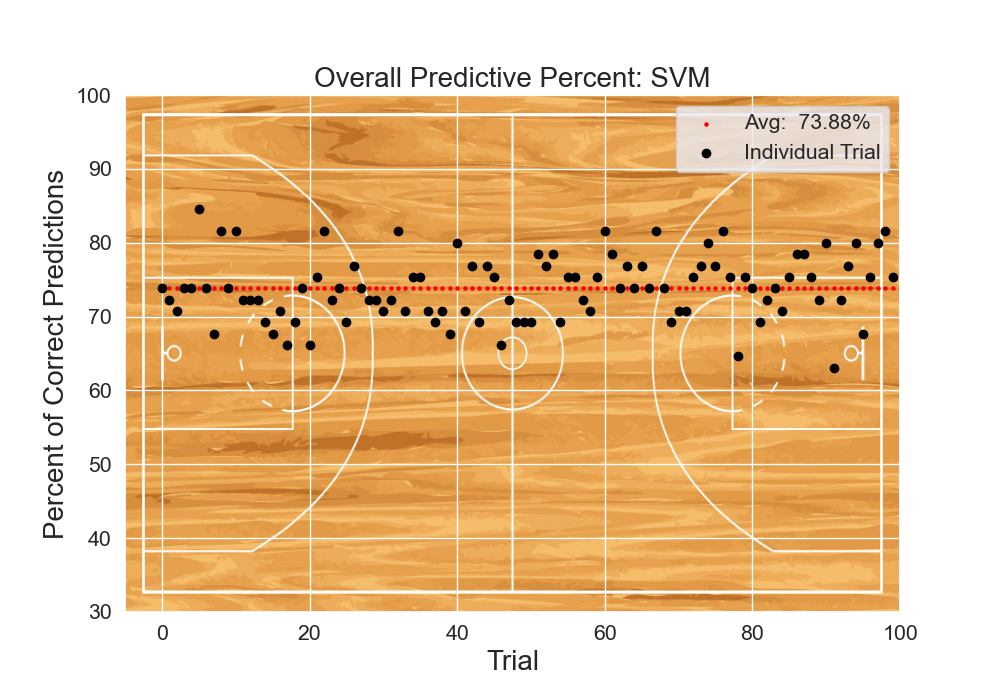 Overall Predictive Percent: SVM
100
90
80
70
60
50
40
30
Percent of Correct Predictions
Avg:  73.88%
Individual Trial
0
20
40
60
80
100
Trial